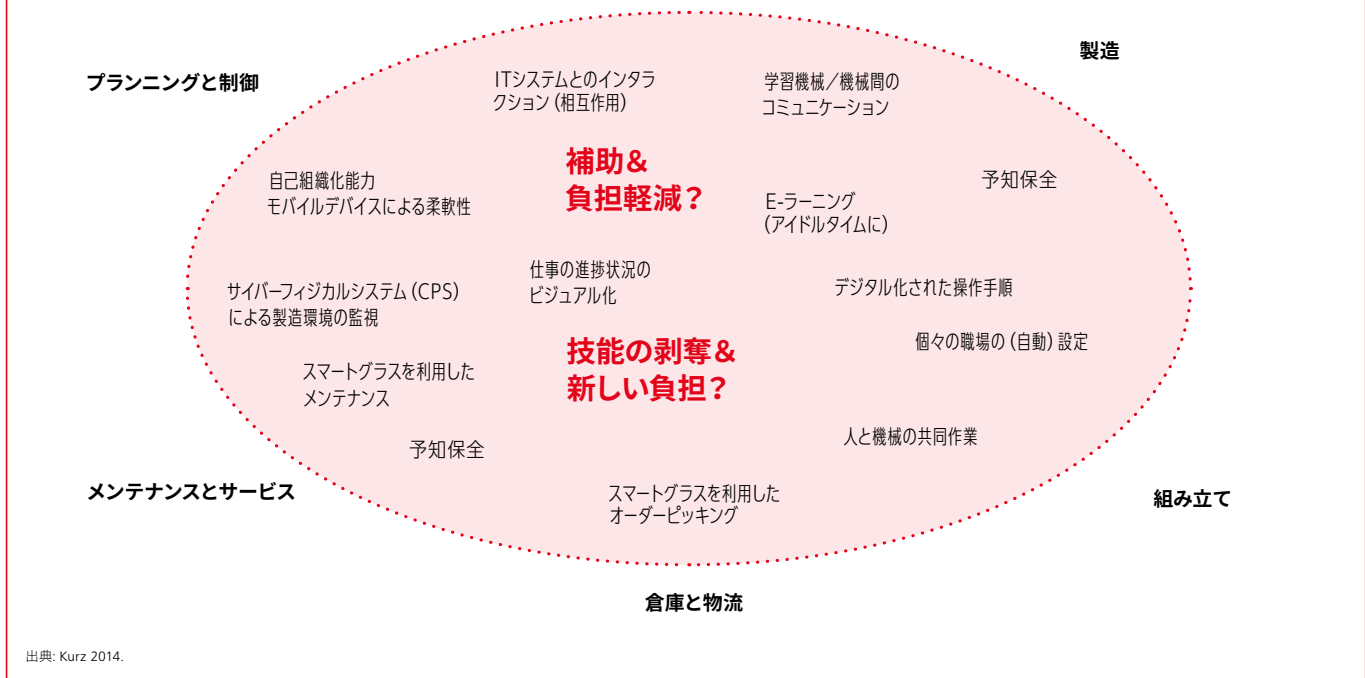 製造
プランニングと制御
ITシステムとのインタラ
クション（相互作用）
学習機械／機械間の
コミュニケーション
補助＆
負担軽減？
自己組織化能力
モバイルデバイスによる柔軟性
予知保全
E-ラーニング
（アイドルタイムに）
仕事の進捗状況の
ビジュアル化
サイバーフィジカルシステム（CPS）
による製造環境の監視
デジタル化された操作手順
個々の職場の（自動）設定
技能の剥奪＆
新しい負担？
スマートグラスを利用した
メンテナンス
人と機械の共同作業
予知保全
メンテナンスとサービス
スマートグラスを利用した
オーダーピッキング
組み立て
倉庫と物流
出典: Kurz 2014.